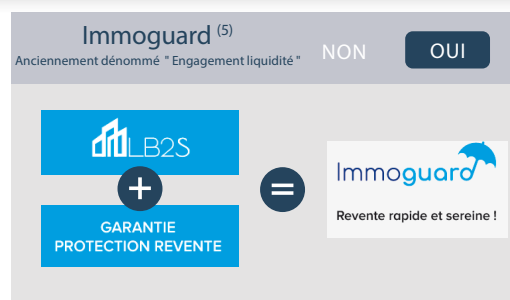 Immoguard (5)
Anciennement dénommé " Engagement liquidité "
NON
OUI
LB2S
+
GARANTIE
PROTECTION REVENTE
=
Immoguard
Revente rapide et sereine !